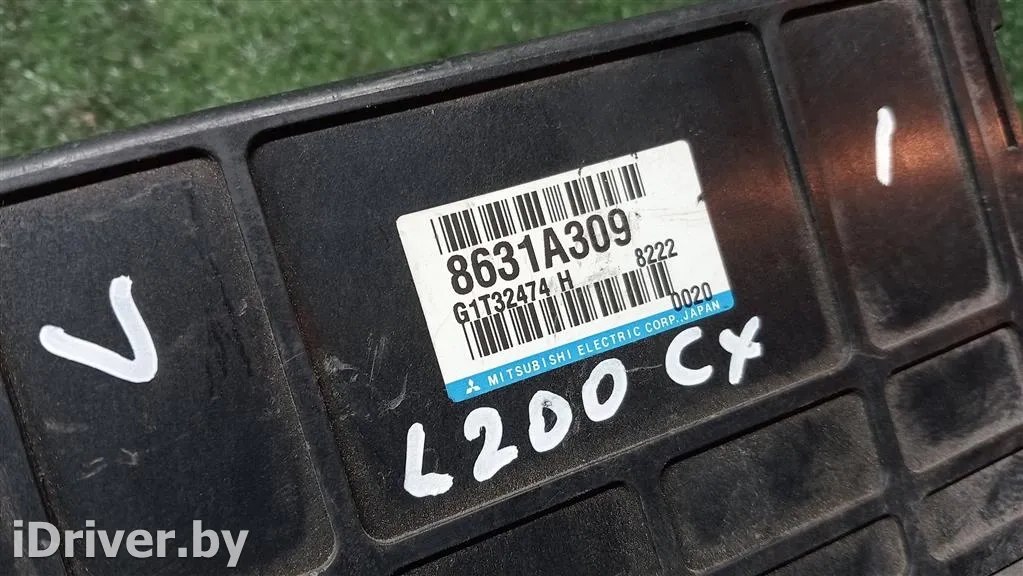 8631A309
G1T32474 H 8222
0020
MITSUBISHI ELECTRIC CORP.,JAPAN
V
I
L200 CX
iDriver.by